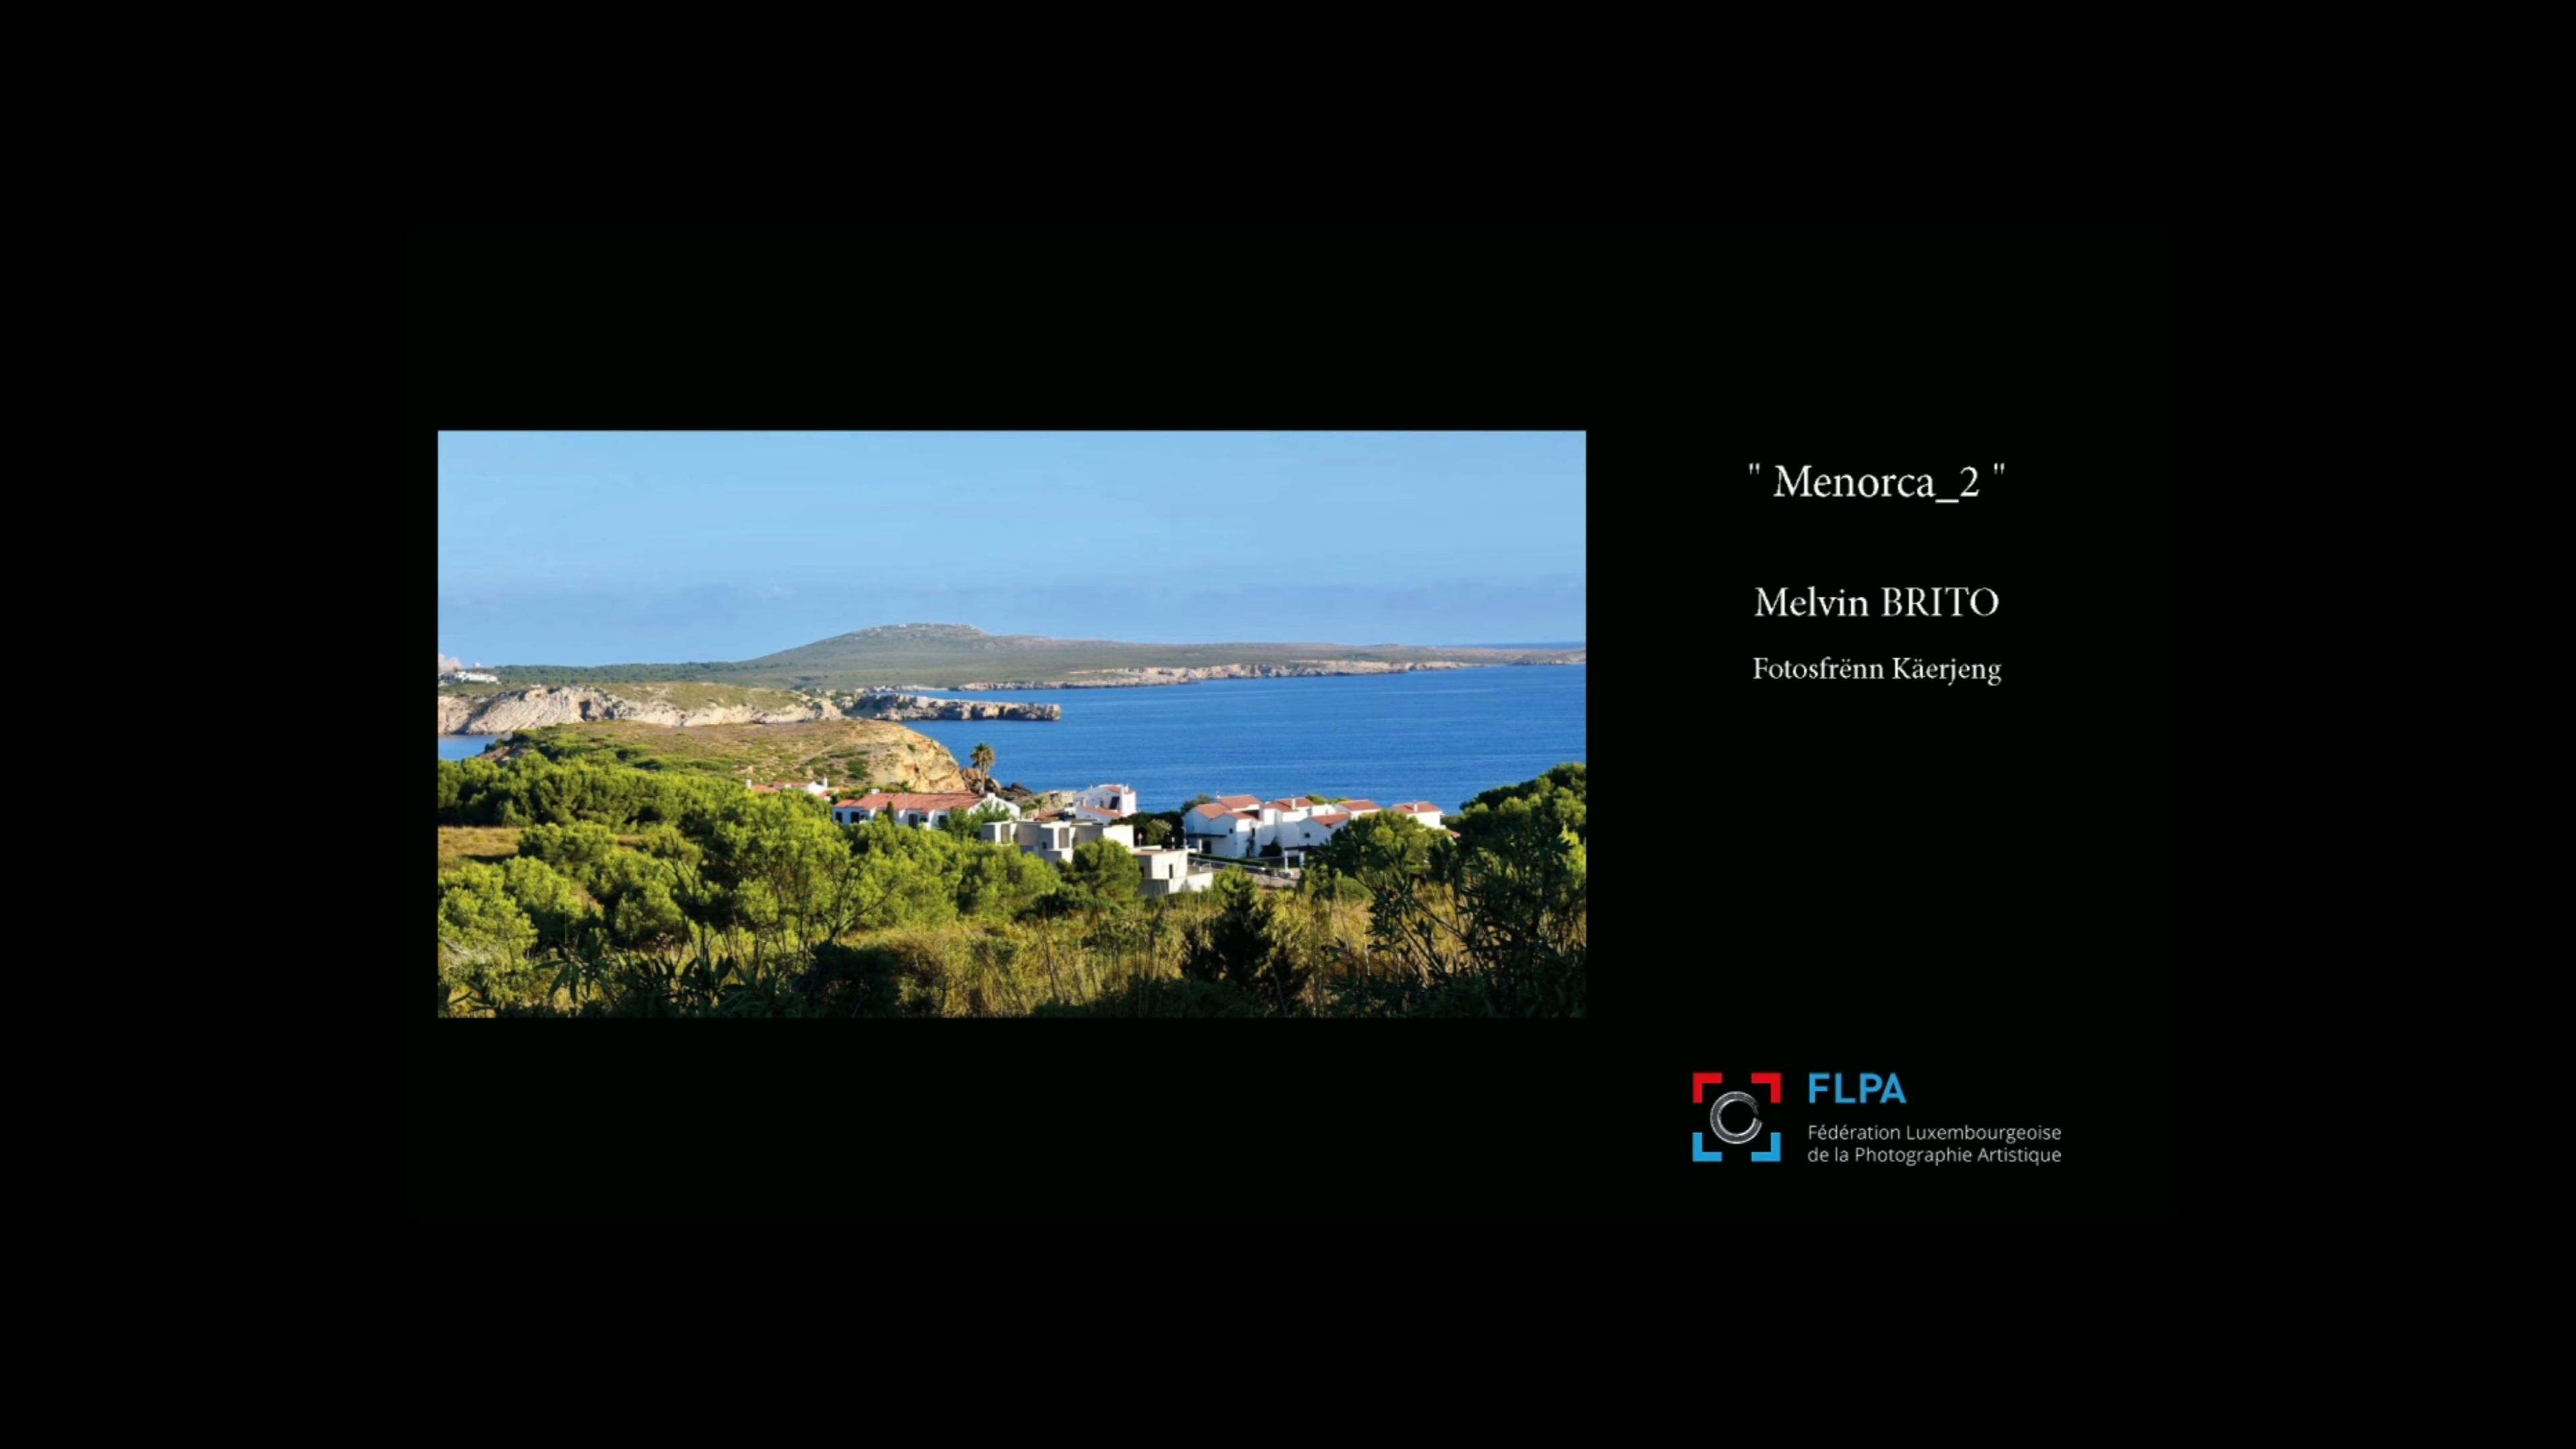 " Menorca_2 "
Melvin BRITO
Fotosfrënn Käerjeng
FLPA
Fédération Luxembourgeoise
de la Photographie Artistique